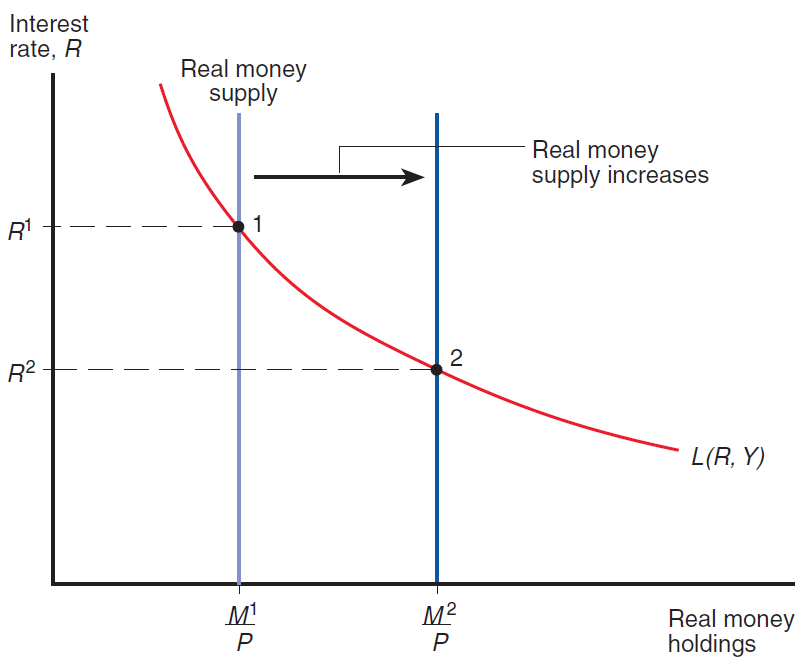 Interest
rate, R
Real money
supply
Real money
supply increases
1
R¹
2
R²
L(R, Y)
M¹
P
M²
P
Real money
holdings